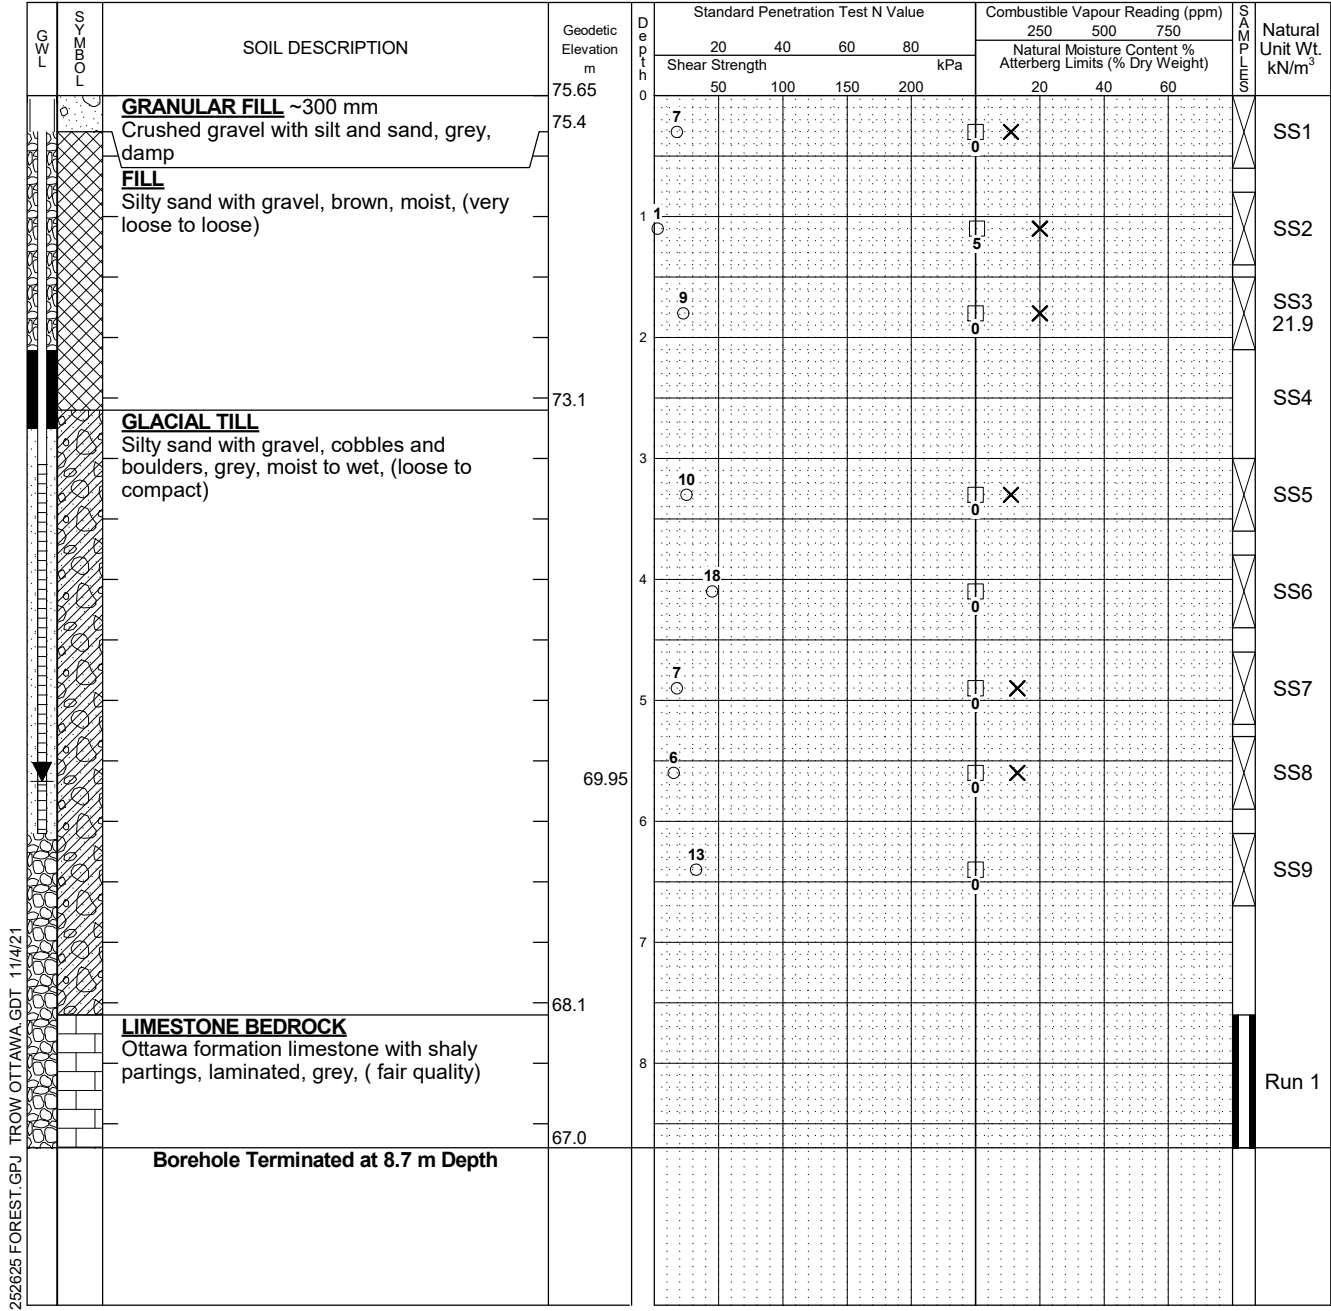 GWL
SYMBOL
SOIL DESCRIPTION
Geodetic
Elevation
m
Depth
Standard Penetration Test N Value
20 40 60 80
Shear Strength kPa
50 100 150 200
Combustible Vapour Reading (ppm)
250 500 750
Natural Moisture Content %
Atterberg Limits (% Dry Weight)
20 40 60
SAMPLES
Natural
Unit Wt.
kN/m³
75.65
0
GRANULAR FILL ~300 mm
75.4
Crushed gravel with silt and sand, grey,
damp
7
0
SS1
FILL
Silty sand with gravel, brown, moist, (very
loose to loose)
1
1
5
SS2
9
0
SS3
21.9
2
73.1
SS4
GLACIAL TILL
Silty sand with gravel, cobbles and
boulders, grey, moist to wet, (loose to
compact)
3
10
0
SS5
4
18
0
SS6
7
0
SS7
5
6
0
SS8
69.95
6
13
0
SS9
7
68.1
LIMESTONE BEDROCK
Ottawa formation limestone with shaly
partings, laminated, grey, ( fair quality)
8
Run 1
67.0
Borehole Terminated at 8.7 m Depth
252625 FOREST.GPJ TROW OTTAWA.GDT 11/4/21